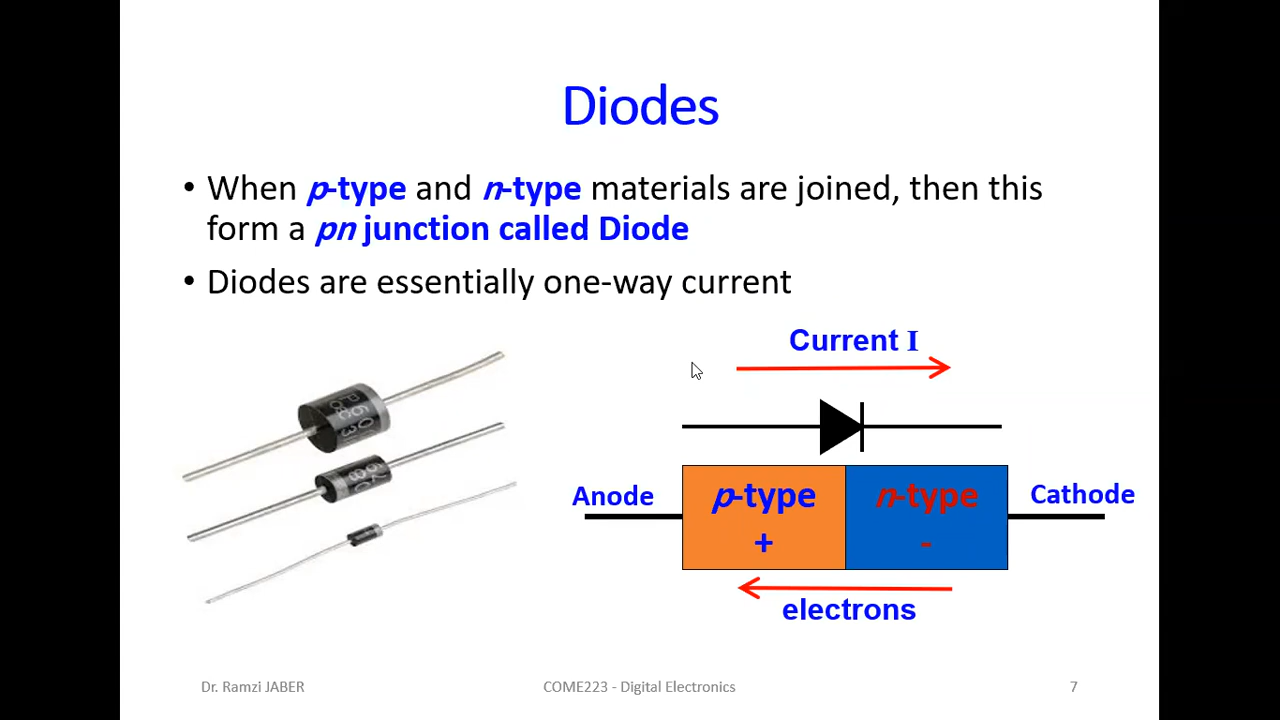 Diodes
• When p-type and n-type materials are joined, then this
form a pn junction called Diode
• Diodes are essentially one-way current
Current I
Anode
p-type
n-type
Cathode
+
-
electrons
Dr. Ramzi JABER
COME223 - Digital Electronics
7